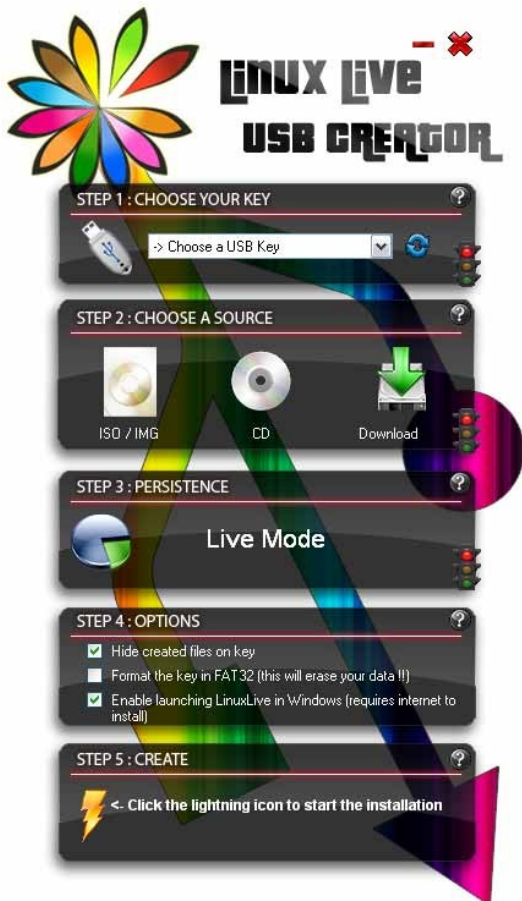 Linux Live
USB CREATOR
STEP 1 : CHOOSE YOUR KEY
?
-> Choose a USB Key
STEP 2 : CHOOSE A SOURCE
?
ISO / IMG
CD
Download
STEP 3 : PERSISTENCE
?
Live Mode
STEP 4 : OPTIONS
?
Hide created files on key
Format the key in FAT32 (this will erase your data !!)
Enable launching LinuxLive in Windows (requires internet to
install)
STEP 5 : CREATE
?
<- Click the lightning icon to start the installation